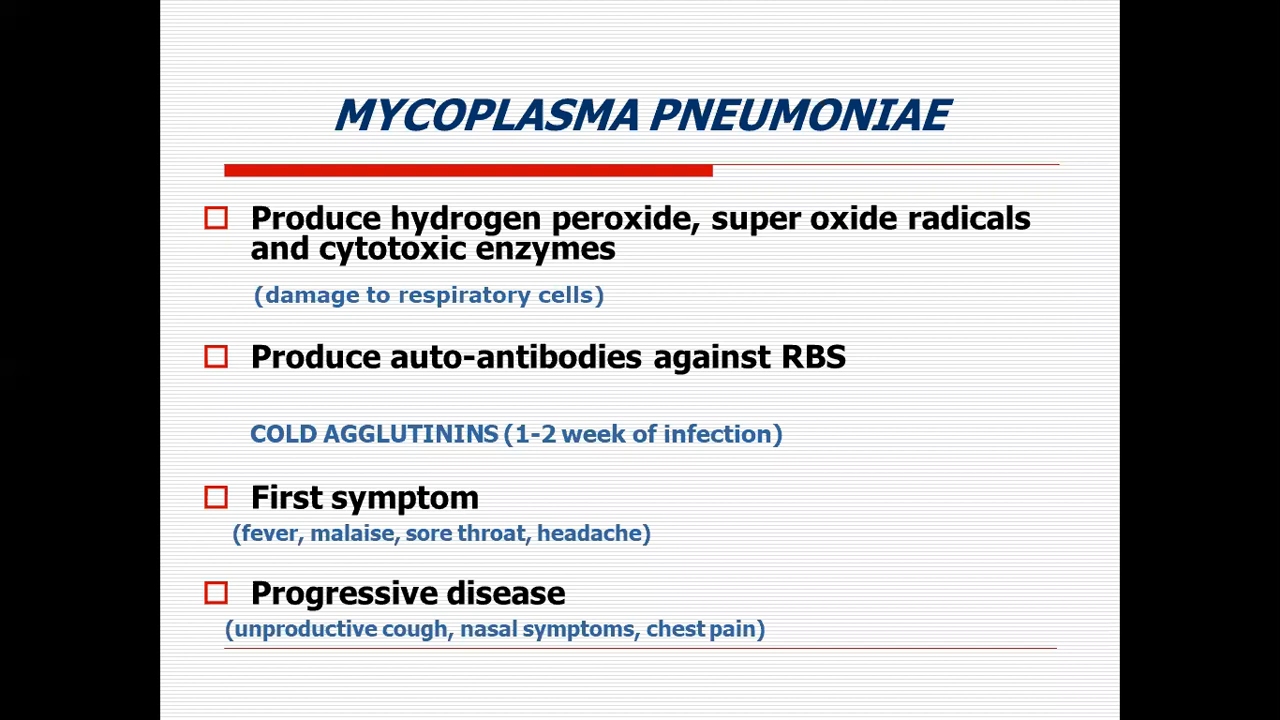 MYCOPLASMA PNEUMONIAE
Produce hydrogen peroxide, super oxide radicals
and cytotoxic enzymes
(damage to respiratory cells)
Produce auto-antibodies against RBS
COLD AGGLUTININS (1-2 week of infection)
First symptom
(fever, malaise, sore throat, headache)
Progressive disease
(unproductive cough, nasal symptoms, chest pain)